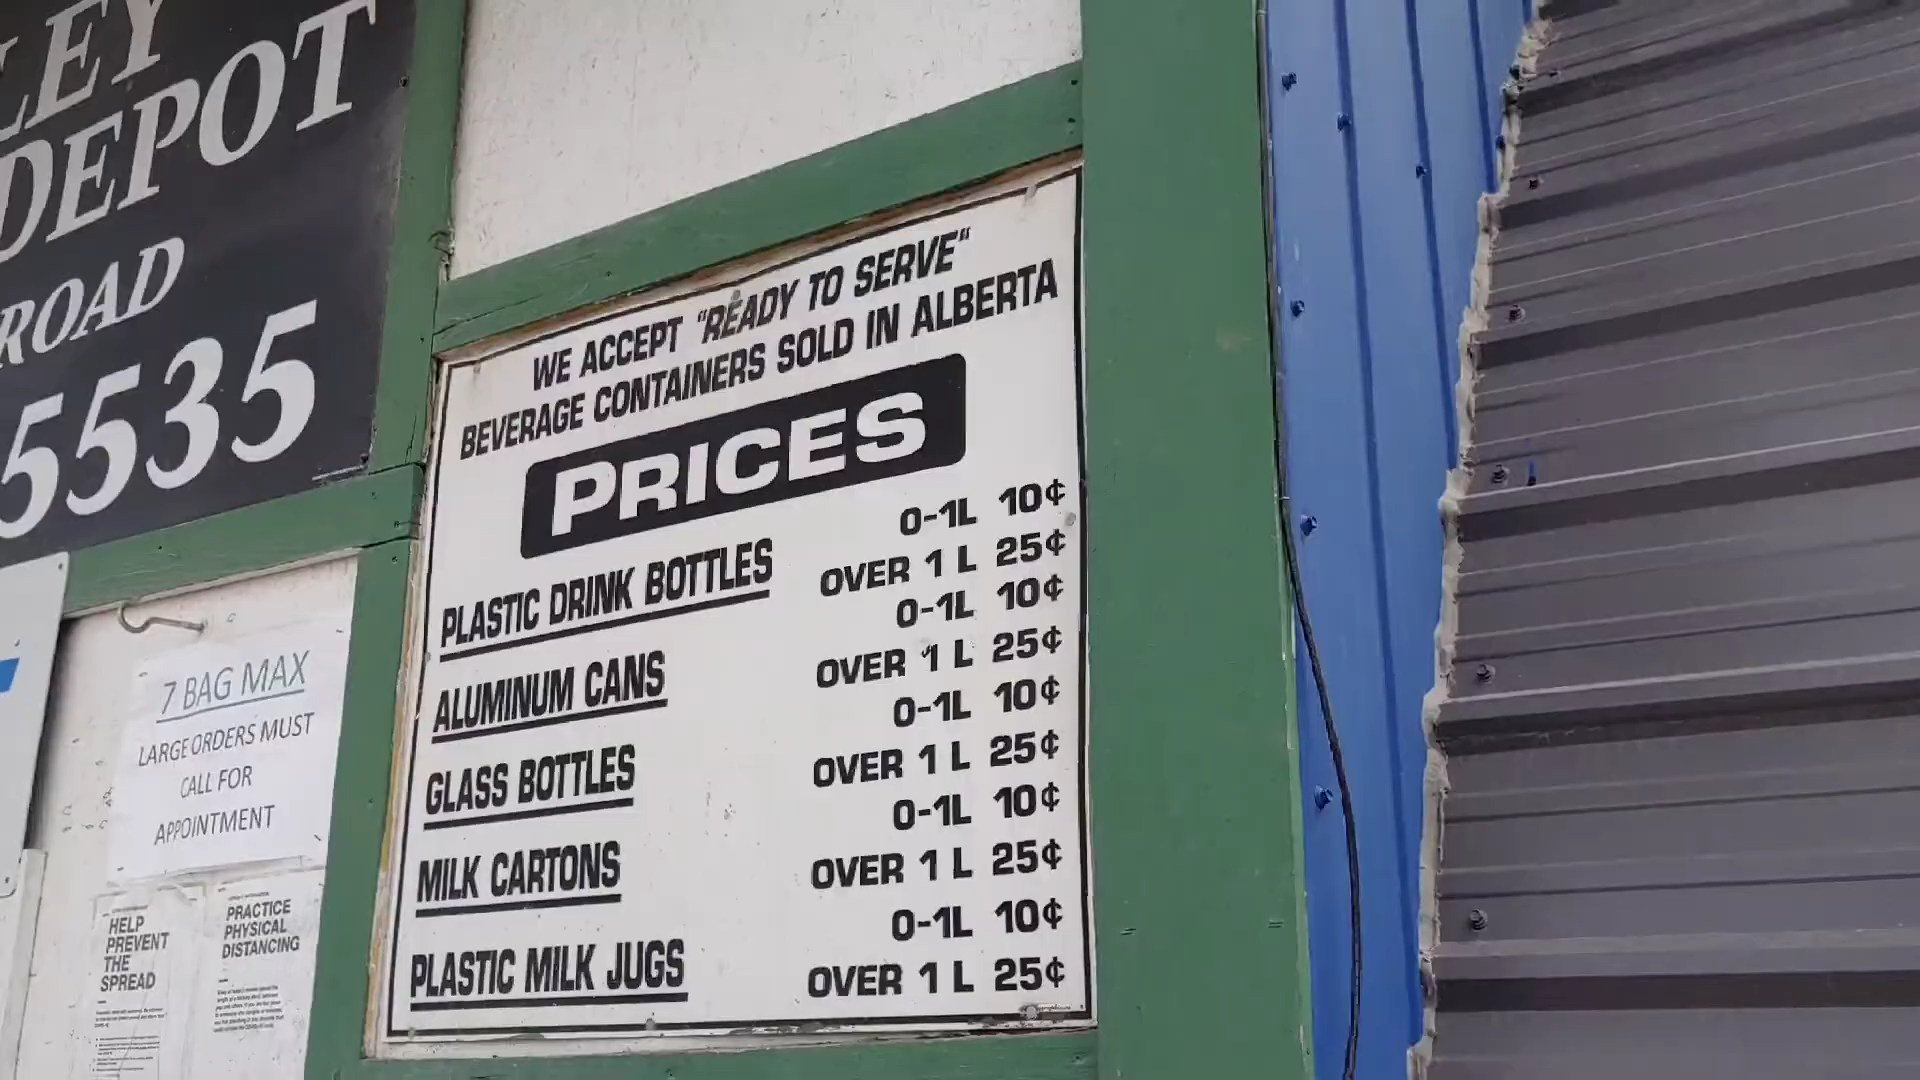 LEY
DEPOT
ROAD
5535
WE ACCEPT "READY TO SERVE"
BEVERAGE CONTAINERS SOLD IN ALBERTA
PRICES
PLASTIC DRINK BOTTLES 0-1L 10¢
OVER 1 L 25¢
ALUMINUM CANS 0-1L 10¢
OVER 1 L 25¢
GLASS BOTTLES 0-1L 10¢
OVER 1 L 25¢
MILK CARTONS 0-1L 10¢
OVER 1 L 25¢
PLASTIC MILK JUGS 0-1L 10¢
OVER 1 L 25¢
7 BAG MAX
LARGE ORDERS MUST
CALL FOR
APPOINTMENT
HELP
PREVENT
THE
SPREAD
PRACTICE
PHYSICAL
DISTANCING